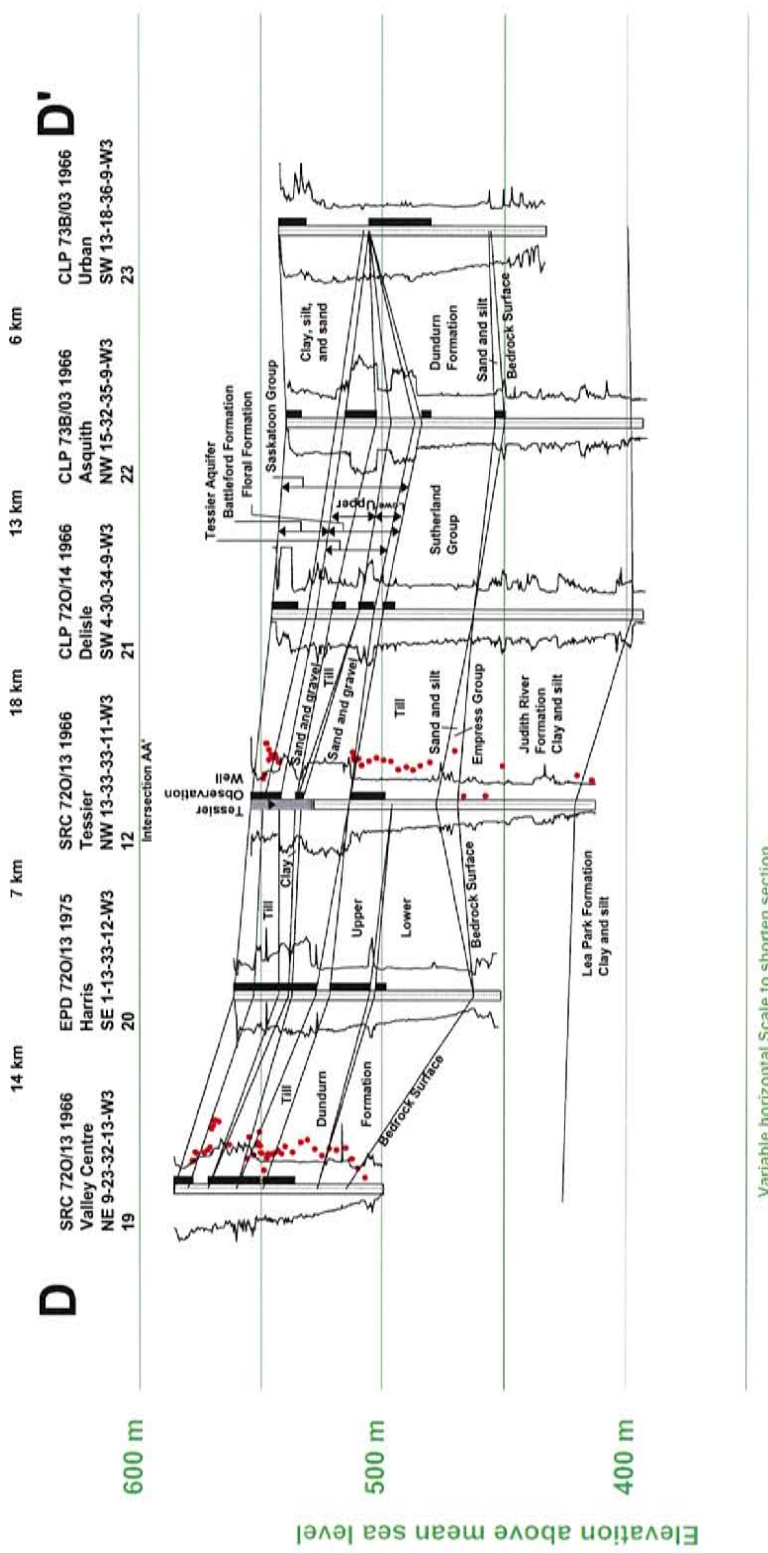 D
D'
14 km
7 km
18 km
13 km
6 km
SRC 72O/13 1966
Valley Centre
NE 9-23-32-13-W3
19
EPD 72O/13 1975
Harris
SE 1-13-33-12-W3
20
SRC 72O/13 1966
Tessier
NW 13-33-33-11-W3
12
CLP 72O/14 1966
Delisle
SW 4-30-34-9-W3
21
CLP 73B/03 1966
Asquith
NW 15-32-35-9-W3
22
CLP 73B/03 1966
Urban
SW 13-18-36-9-W3
23
Intersection AA'
Tessier
Observation
Well
Tessier Aquifer
Battleford Formation
Floral Formation
Saskatoon Group
Upper
Lower
Clay, silt,
and sand
Till
Clay
Sand and gravel
Till
Sand and gravel
Till
Dundurn
Formation
Upper
Lower
Till
Sutherland
Group
Dundurn
Formation
Sand and silt
Bedrock Surface
Sand and silt
Empress Group
Bedrock Surface
Bedrock Surface
Judith River
Formation
Clay and silt
Lea Park Formation
Clay and silt
600 m
500 m
400 m
Elevation above mean sea level
Variable horizontal Scale to shorten section